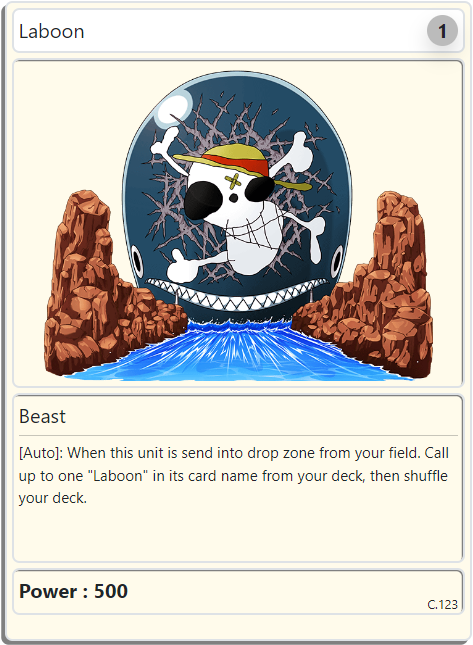 Laboon
1
Beast
[Auto]: When this unit is send into drop zone from your field. Call
up to one "Laboon" in its card name from your deck, then shuffle
your deck.
Power : 500
C.123